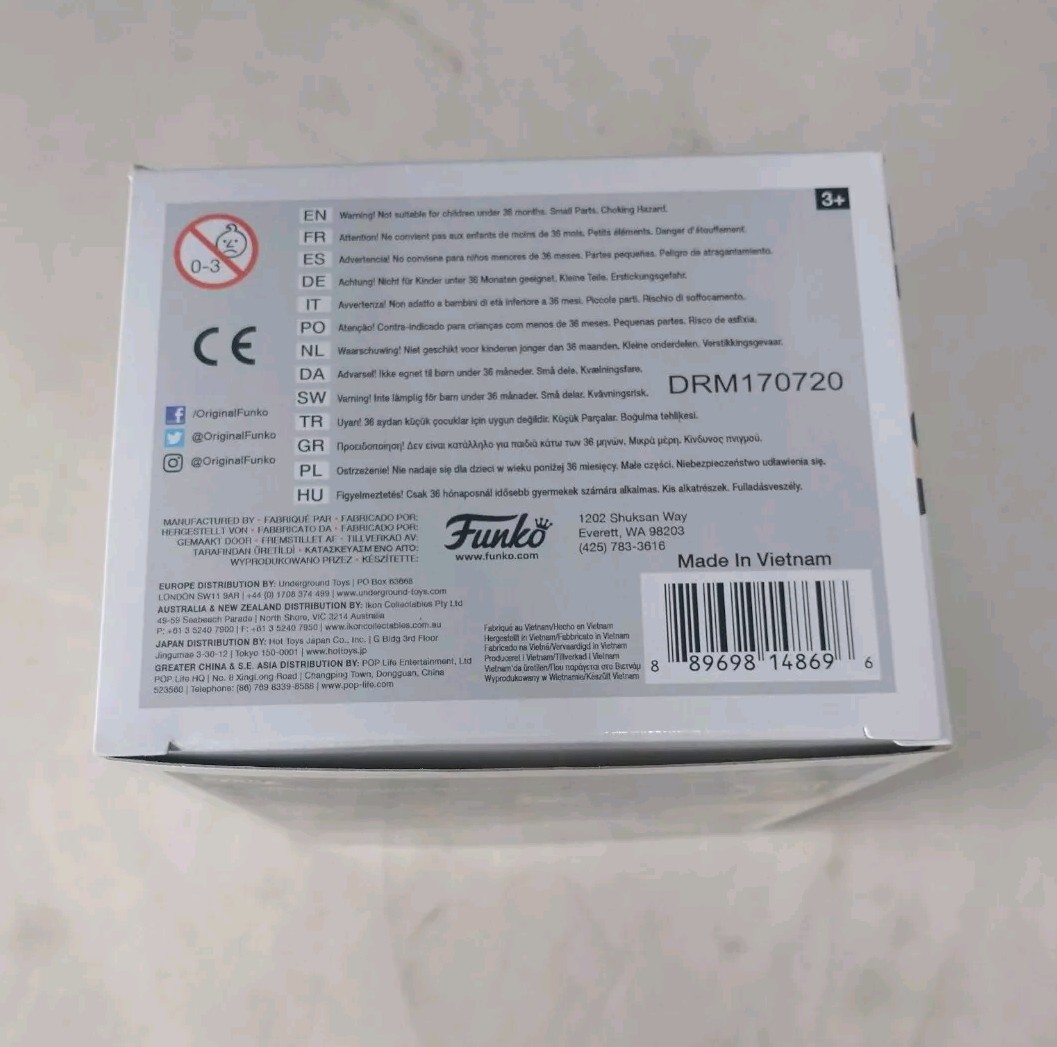 3+
0-3
EN Warning! Not suitable for children under 36 months. Small Parts. Choking Hazard.
FR Attention! Ne convient pas aux enfants de moins de 36 mois. Petits éléments. Danger d'étouffement.
ES Advertencia! No conviene para niños menores de 36 meses. Partes pequeñas. Peligro de atragantamiento.
DE Achtung! Nicht für Kinder unter 36 Monaten geeignet. Kleine Teile. Erstickungsgefahr.
IT Avvertenza! Non adatto a bambini di età inferiore a 36 mesi. Piccole parti. Rischio di soffocamento.
PO Atenção! Contra-indicado para crianças com menos de 36 meses. Pequenas partes. Risco de asfixia.
NL Waarschuwing! Niet geschikt voor kinderen jonger dan 36 maanden. Kleine onderdelen. Verstikkingsgevaar.
DA Advarsel! Ikke egnet til børn under 36 måneder. Små dele. Kvælningsfare.
SW Varning! Inte lämplig för barn under 36 månader. Små delar. Kvävningsrisk.
TR Uyarı! 36 aydan küçük çocuklar için uygun değildir. Küçük Parçalar. Boğulma tehlikesi.
GR Προειδοποίηση! Δεν είναι κατάλληλο για παιδιά κάτω των 36 μηνών. Μικρά μέρη. Κίνδυνος πνιγμού.
PL Ostrzeżenie! Nie nadaje się dla dzieci w wieku poniżej 36 miesięcy. Małe części. Niebezpieczeństwo udławienia się.
HU Figyelmeztetés! Csak 36 hónaposnál idősebb gyermekek számára alkalmas. Kis alkatrészek. Fulladásveszély.
DRM170720
CE
/OriginalFunko
@OriginalFunko
@OriginalFunko
MANUFACTURED BY • FABRIQUÉ PAR • FABRICADO POR:
HERGESTELLT VON • FABBRICATO DA • FABRICADO POR:
GEMAAKT DOOR • FREMSTILLET AF • TILLVERKAD AV:
TARAFINDAN ÜRETİLDİ • ΚΑΤΑΣΚΕΥΑΣΜΕΝΟ ΑΠΟ:
WYPRODUKOWANO PRZEZ • KÉSZÍTETTE:
Funko
www.funko.com
1202 Shuksan Way
Everett, WA 98203
(425) 783-3616
Made In Vietnam
EUROPE DISTRIBUTION BY: Underground Toys | PO Box 63668
LONDON SW11 9AR | +44 (0) 1708 374 499 | www.underground-toys.com
AUSTRALIA & NEW ZEALAND DISTRIBUTION BY: Ikon Collectables Pty Ltd
49-59 Seabeach Parade | North Shore, VIC 3214 Australia
P: +61 3 5240 7900 | F: +61 3 5240 7950 | www.ikoncollectables.com.au
JAPAN DISTRIBUTION BY: Hot Toys Japan Co., Inc. | G Bldg 3rd Floor
Jingumae 3-30-12 | Tokyo 150-0001 | www.hottoys.jp
GREATER CHINA & S.E. ASIA DISTRIBUTION BY: POP Life Entertainment, Ltd
POP Life HQ | No. 8 XingLong Road | Changping Town, Dongguan, China
523560 | Telephone: (86) 769 8339-8588 | www.pop-life.com
Fabriqué au Vietnam/Hecho en Vietnam
Hergestellt in Vietnam/Fabbricato in Vietnam
Fabricado no Vietnã/Vervaardigd in Vietnam
Produceret i Vietnam/Tillverkad i Vietnam
Vietnam'da üretilen/Που παράγεται στο Βιετνάμ
Wyprodukowany w Wietnamie/Készült Vietnam
8 89698 14869 6